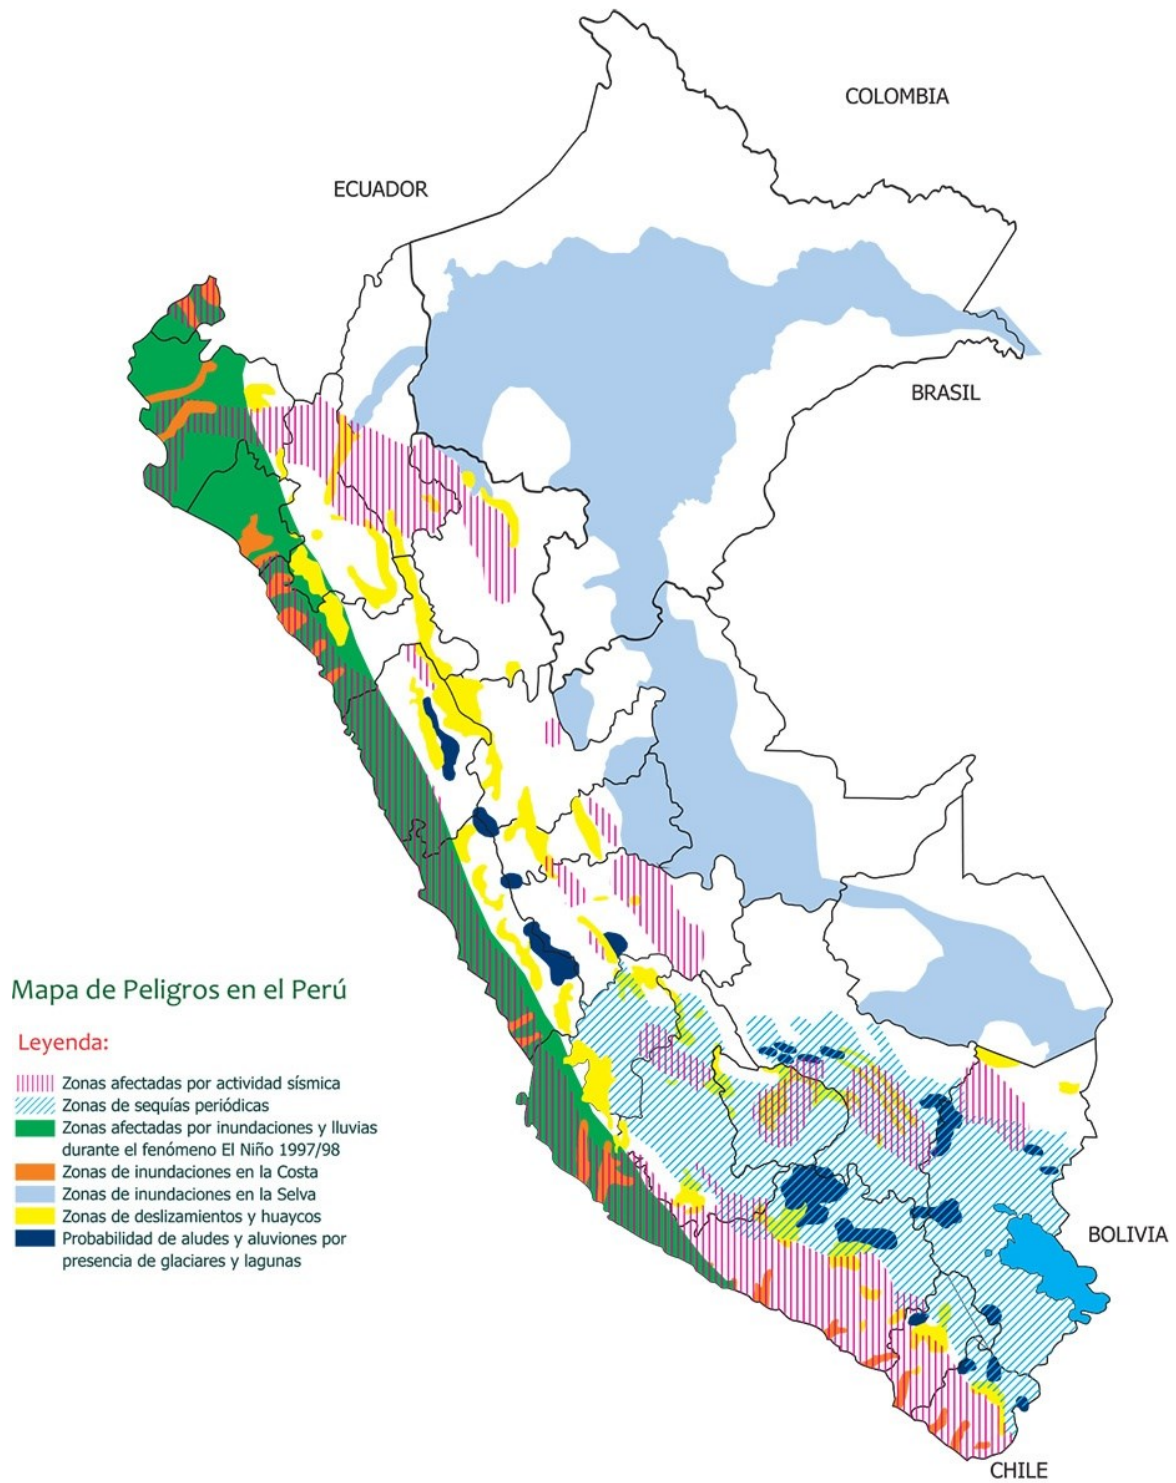 COLOMBIA
ECUADOR
BRASIL
Mapa de Peligros en el Perú
Leyenda:
Zonas afectadas por actividad sísmica
Zonas de sequías periódicas
Zonas afectadas por inundaciones y lluvias
durante el fenómeno El Niño 1997/98
Zonas de inundaciones en la Costa
Zonas de inundaciones en la Selva
Zonas de deslizamientos y huaycos
Probabilidad de aludes y aluviones por
presencia de glaciares y lagunas
BOLIVIA
CHILE